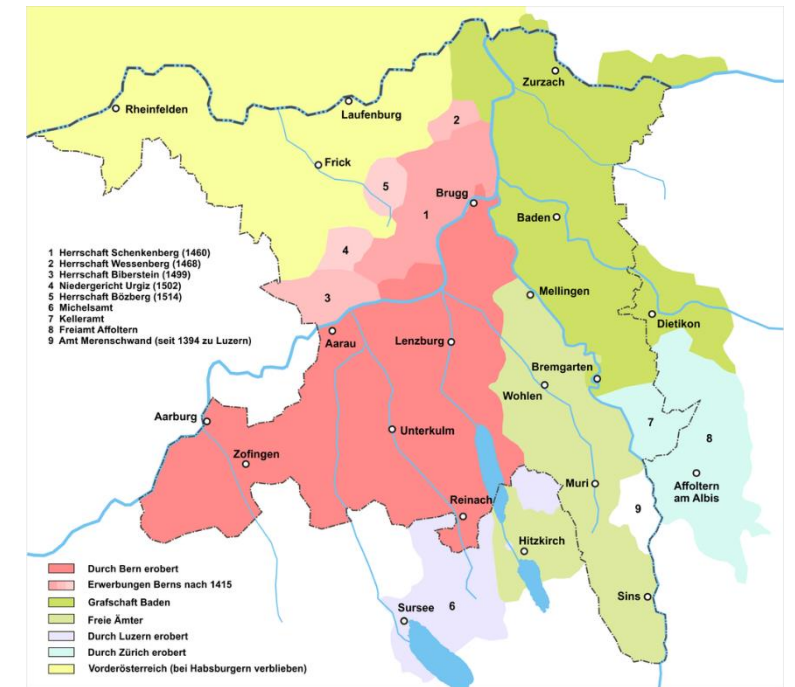 Zurzach
Rheinfelden
Laufenburg
2
Frick
5
Brugg
1
Baden
4
1 Herrschaft Schenkenberg (1460)
2 Herrschaft Wessenberg (1468)
3 Herrschaft Biberstein (1499)
4 Niedergericht Urgiz (1502)
5 Herrschaft Bözberg (1514)
6 Michelsamt
7 Kelleramt
8 Freiamt Affoltern
9 Amt Merenschwand (seit 1394 zu Luzern)
3
Mellingen
Dietikon
Aarau
Lenzburg
Bremgarten
Wohlen
Aarburg
7
8
Unterkulm
Zofingen
Muri
Affoltern
am Albis
Reinach
9
Hitzkirch
Sins
Sursee
6
Durch Bern erobert
Erwerbungen Berns nach 1415
Grafschaft Baden
Freie Ämter
Durch Luzern erobert
Durch Zürich erobert
Vorderösterreich (bei Habsburgern verblieben)